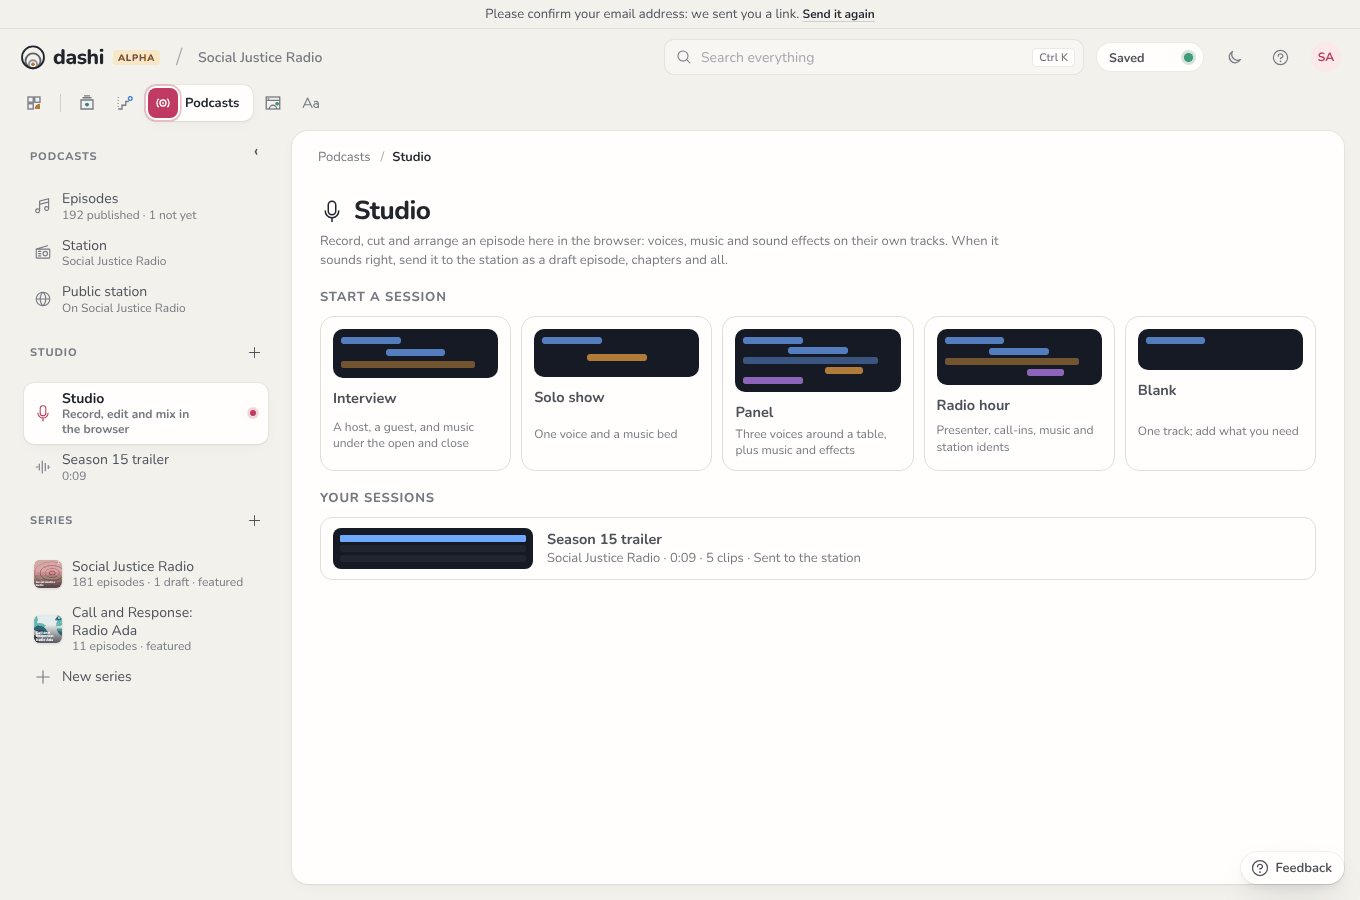 Please confirm your email address: we sent you a link. Send it again
dashi ALPHA / Social Justice Radio
Search everything
Ctrl K
Saved
SA
Podcasts
Aa
PODCASTS
Episodes
192 published · 1 not yet
Station
Social Justice Radio
Public station
On Social Justice Radio
STUDIO
Studio
Record, edit and mix in
the browser
Season 15 trailer
0:09
SERIES
Social Justice Radio
181 episodes · 1 draft · featured
Call and Response:
Radio Ada
11 episodes · featured
New series
Podcasts / Studio
Studio
Record, cut and arrange an episode here in the browser: voices, music and sound effects on their own tracks. When it
sounds right, send it to the station as a draft episode, chapters and all.
START A SESSION
Interview
A host, a guest, and music
under the open and close
Solo show
One voice and a music bed
Panel
Three voices around a table,
plus music and effects
Radio hour
Presenter, call-ins, music and
station idents
Blank
One track; add what you need
YOUR SESSIONS
Season 15 trailer
Social Justice Radio · 0:09 · 5 clips · Sent to the station
Feedback